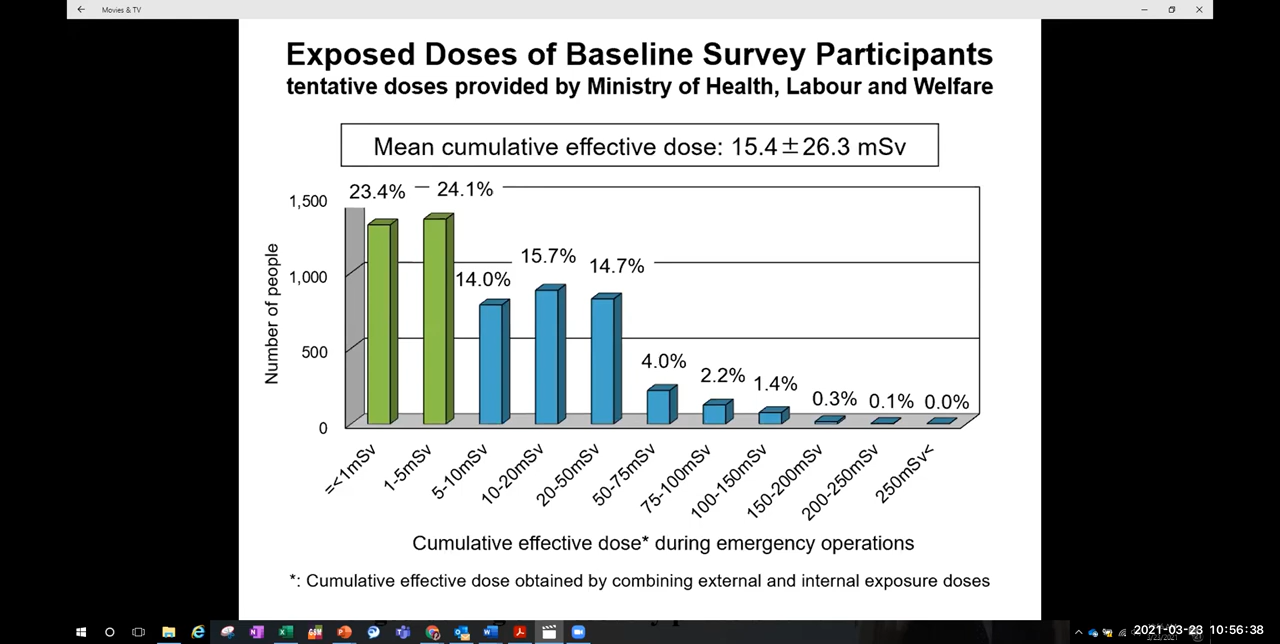 Movies & TV
Exposed Doses of Baseline Survey Participants
tentative doses provided by Ministry of Health, Labour and Welfare
Mean cumulative effective dose: 15.4±26.3 mSv
Number of people
1,500
1,000
500
0
23.4%
24.1%
14.0%
15.7%
14.7%
4.0%
2.2%
1.4%
0.3%
0.1%
0.0%
=<1mSv
1-5mSv
5-10mSv
10-20mSv
20-50mSv
50-75mSv
75-100mSv
100-150mSv
150-200mSv
200-250mSv
250mSv<
Cumulative effective dose* during emergency operations
*: Cumulative effective dose obtained by combining external and internal exposure doses
2021-03-23 10:56:38